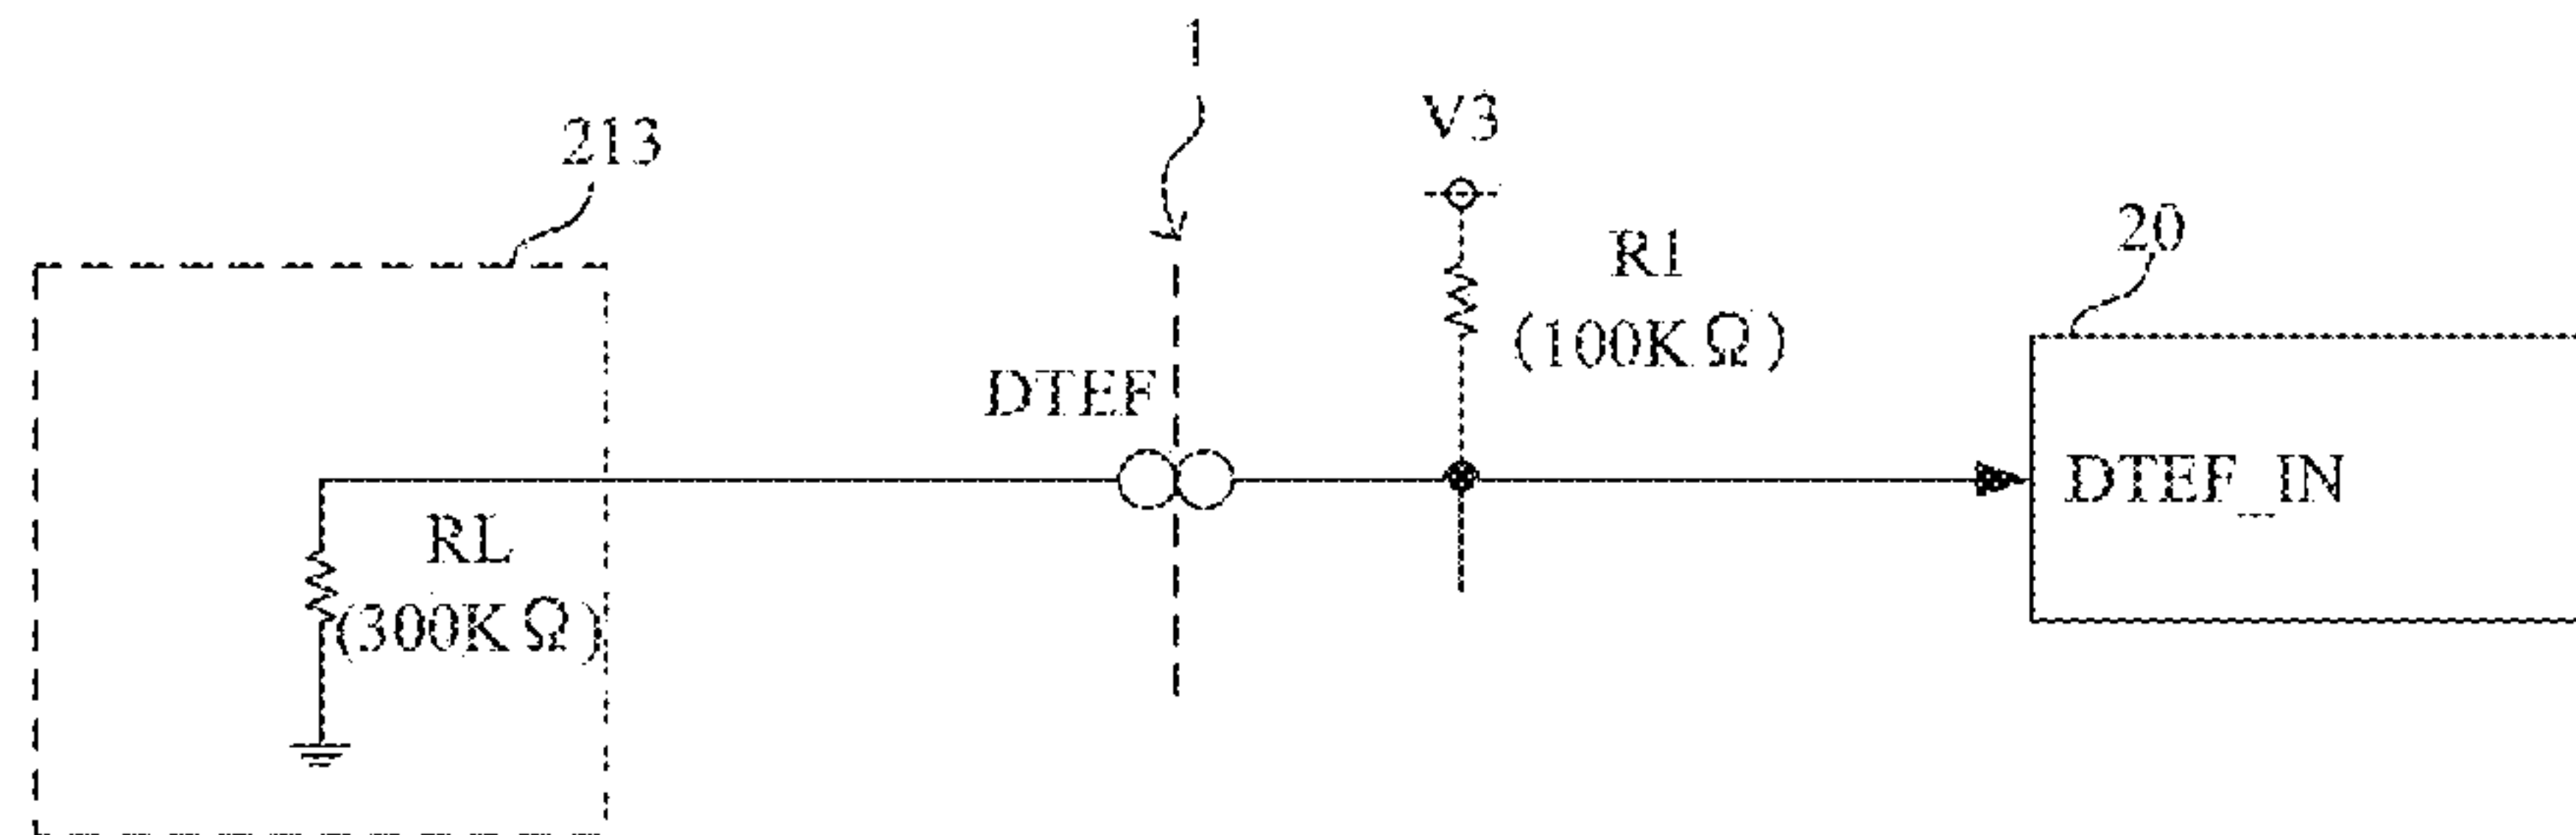 1
V3
213
20
R1
(100KΩ)
DTEF
DTEF_IN
RL
(300KΩ)